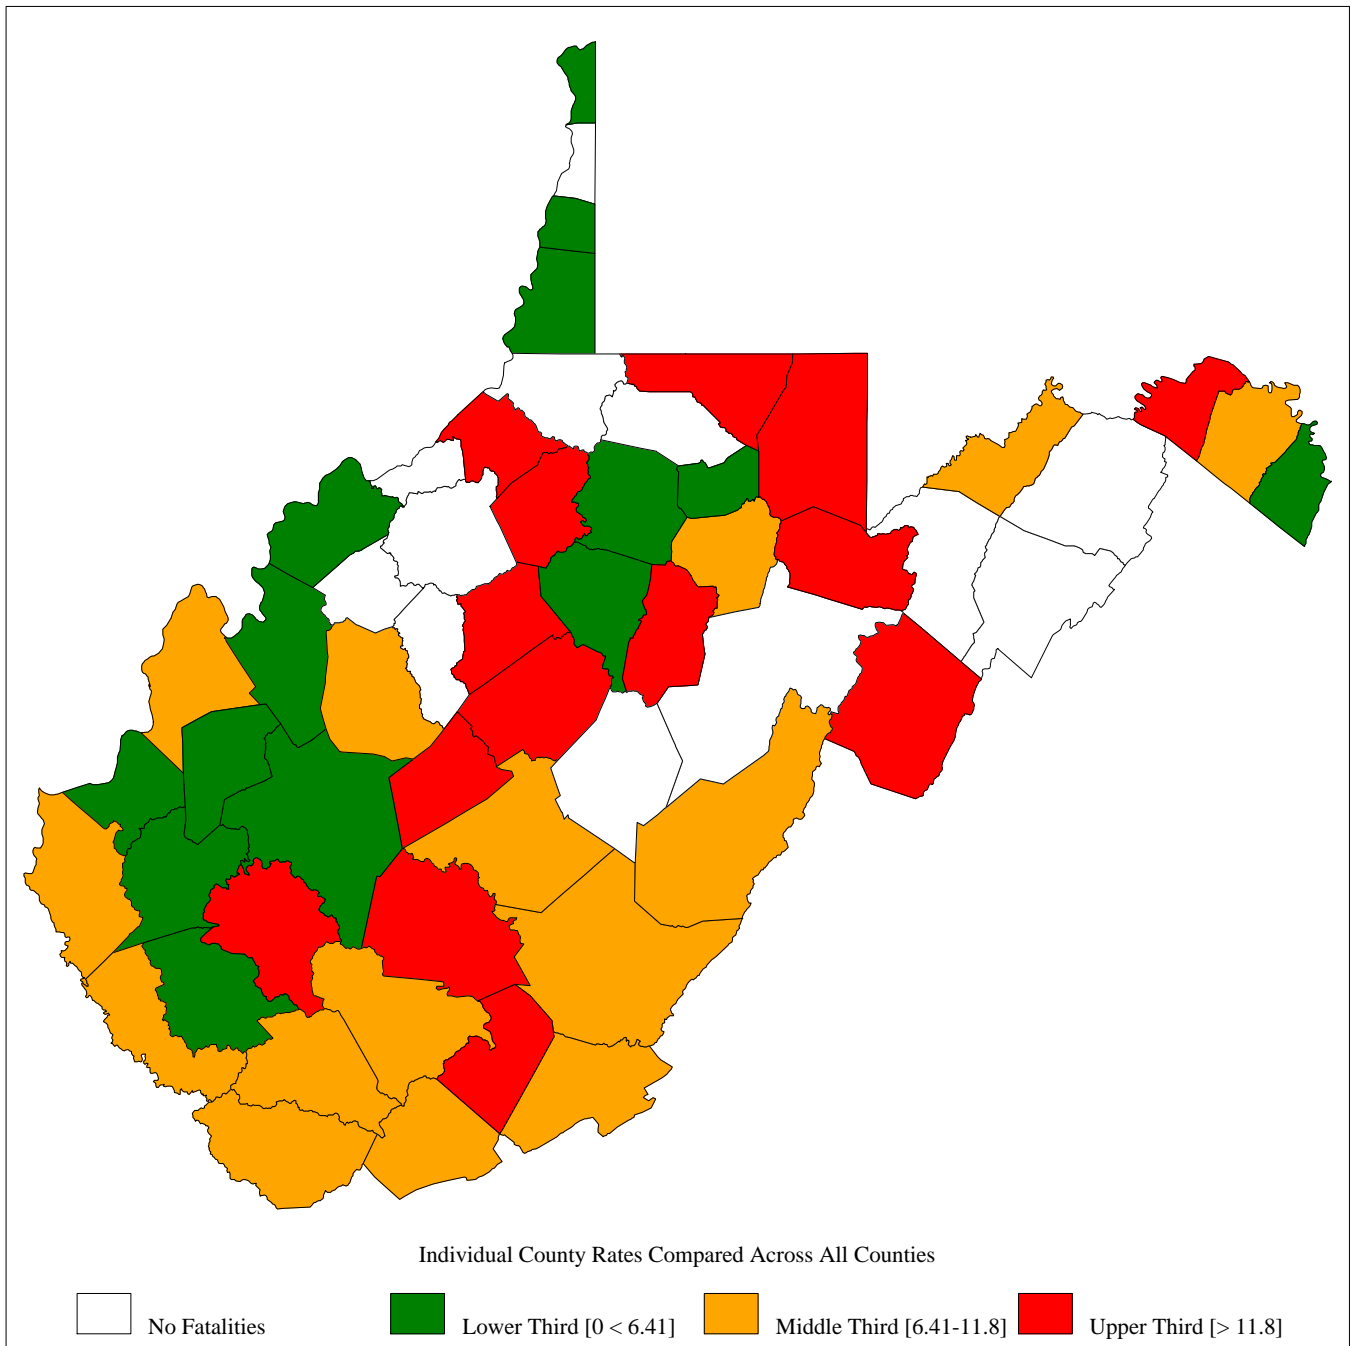 Individual County Rates Compared Across All Counties
No Fatalities
Lower Third [0 < 6.41]
Middle Third [6.41-11.8]
Upper Third [> 11.8]